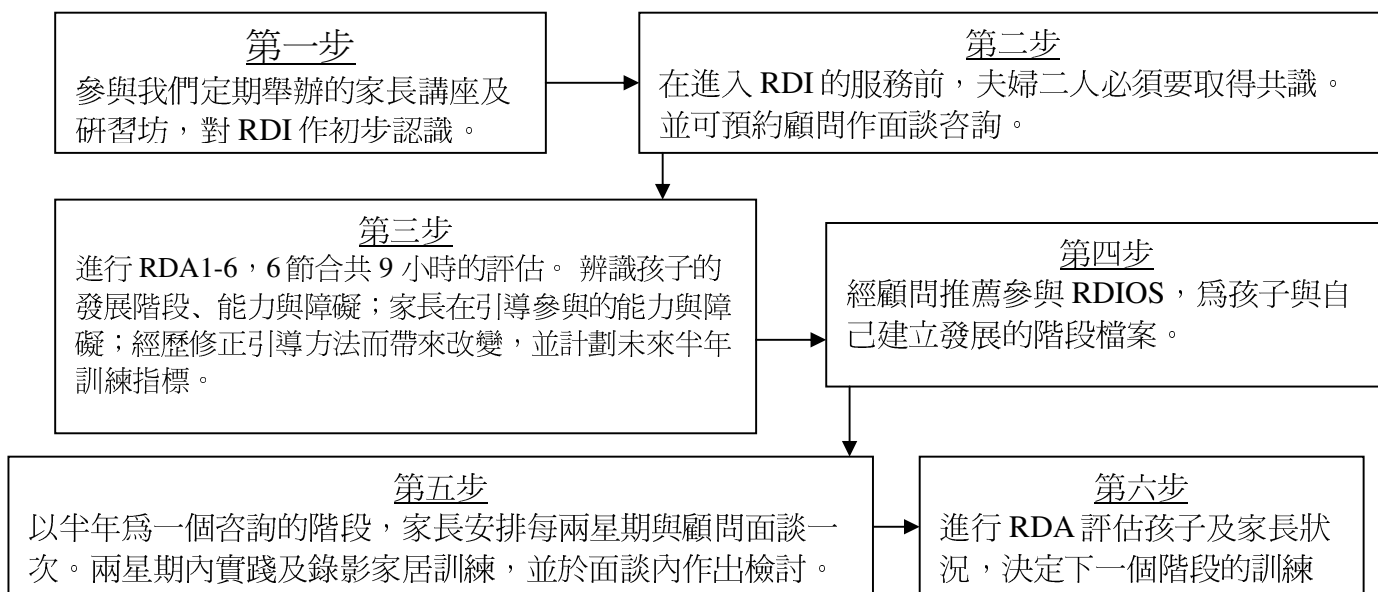 第一步
參與我們定期舉辦的家長講座及
研習坊，對 RDI 作初步認識。
第二步
在進入 RDI 的服務前，夫婦二人必須要取得共識。
並可預約顧問作面談咨詢。
第三步
進行 RDA1-6，6 節合共 9 小時的評估。 辨識孩子的
發展階段、能力與障礙；家長在引導參與的能力與障
礙；經歷修正引導方法而帶來改變，並計劃未來半年
訓練指標。
第四步
經顧問推薦參與 RDIOS，為孩子與自
己建立發展的階段檔案。
第五步
以半年為一個咨詢的階段，家長安排每兩星期與顧問面談一
次。兩星期內實踐及錄影家居訓練，並於面談內作出檢討。
第六步
進行 RDA 評估孩子及家長狀
況，決定下一個階段的訓練